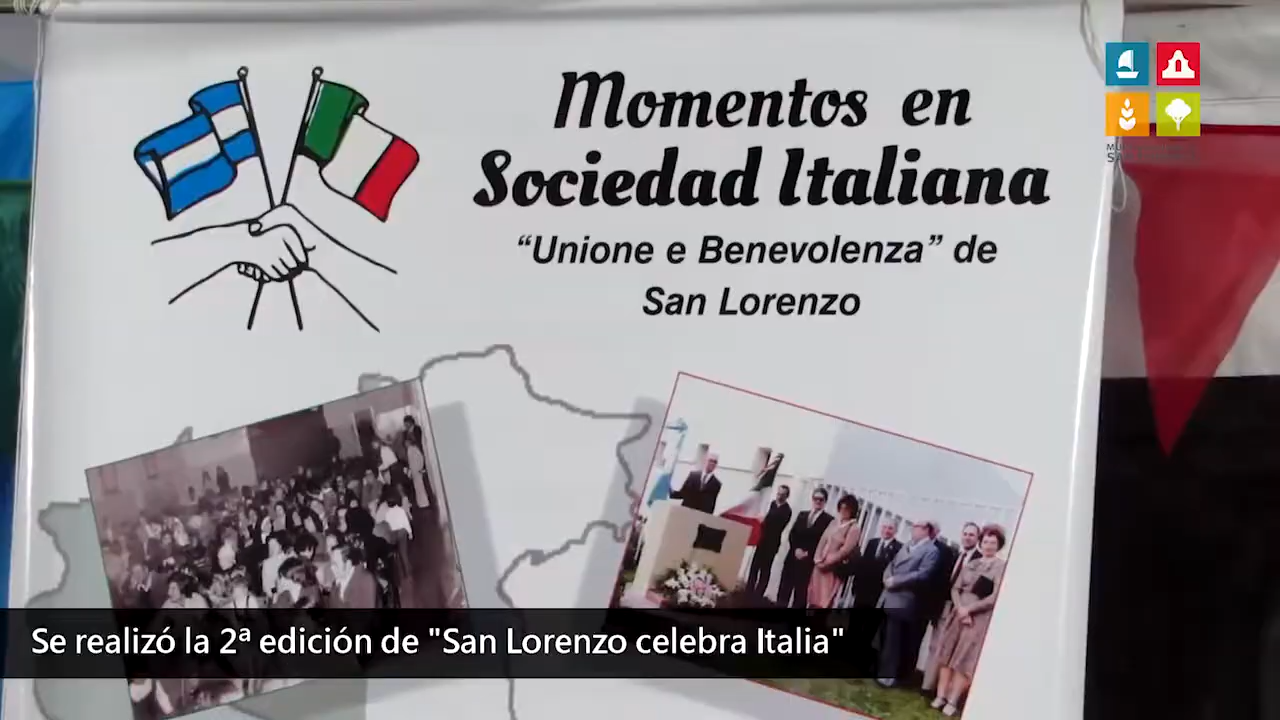 Momentos en
Sociedad Italiana
“Unione e Benevolenza” de
San Lorenzo
Se realizó la 2ª edición de "San Lorenzo celebra Italia"